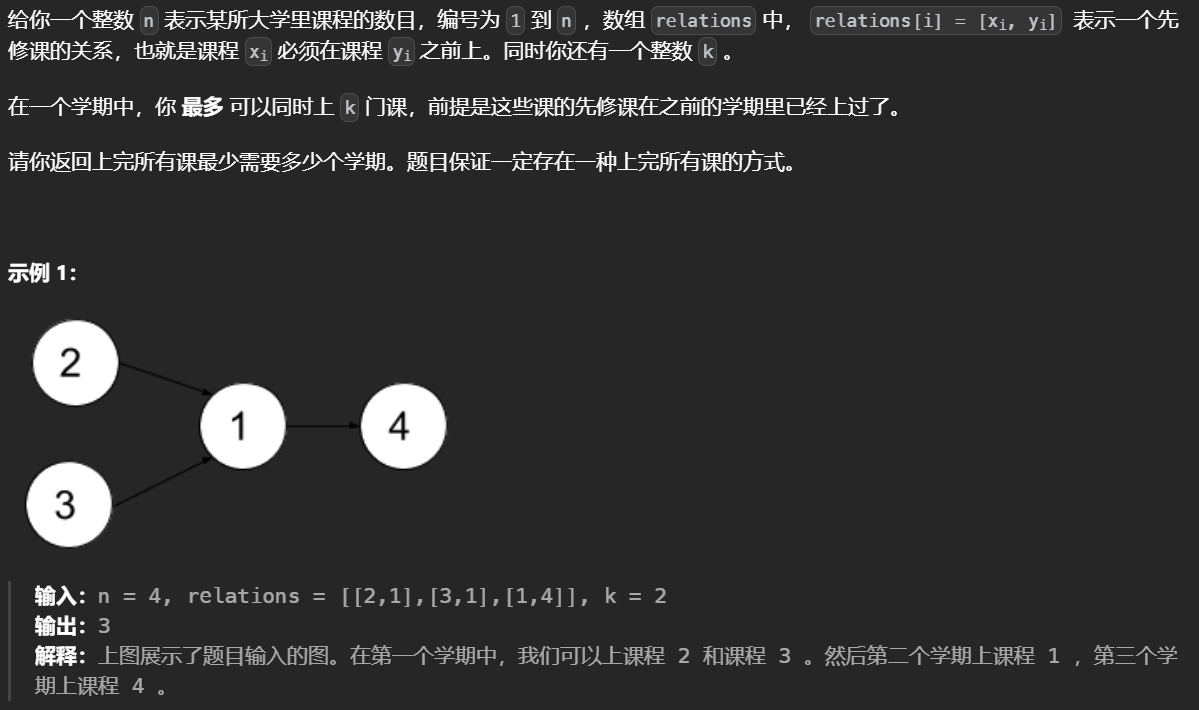 给你一个整数 n 表示某所大学里课程的数目，编号为 1 到 n ，数组 relations 中， relations[i] = [xi, yi] 表示一个先
修课的关系，也就是课程 xi 必须在课程 yi 之前上。同时你还有一个整数 k 。
在一个学期中，你 最多 可以同时上 k 门课，前提是这些课的先修课在之前的学期里已经上过了。
请你返回上完所有课最少需要多少个学期。题目保证一定存在一种上完所有课的方式。
示例 1：
2
1
4
3
输入：n = 4, relations = [[2,1],[3,1],[1,4]], k = 2
输出：3
解释：上图展示了题目输入的图。在第一个学期中，我们可以上课程 2 和课程 3 。然后第二个学期上课程 1 ，第三个学
期上课程 4 。